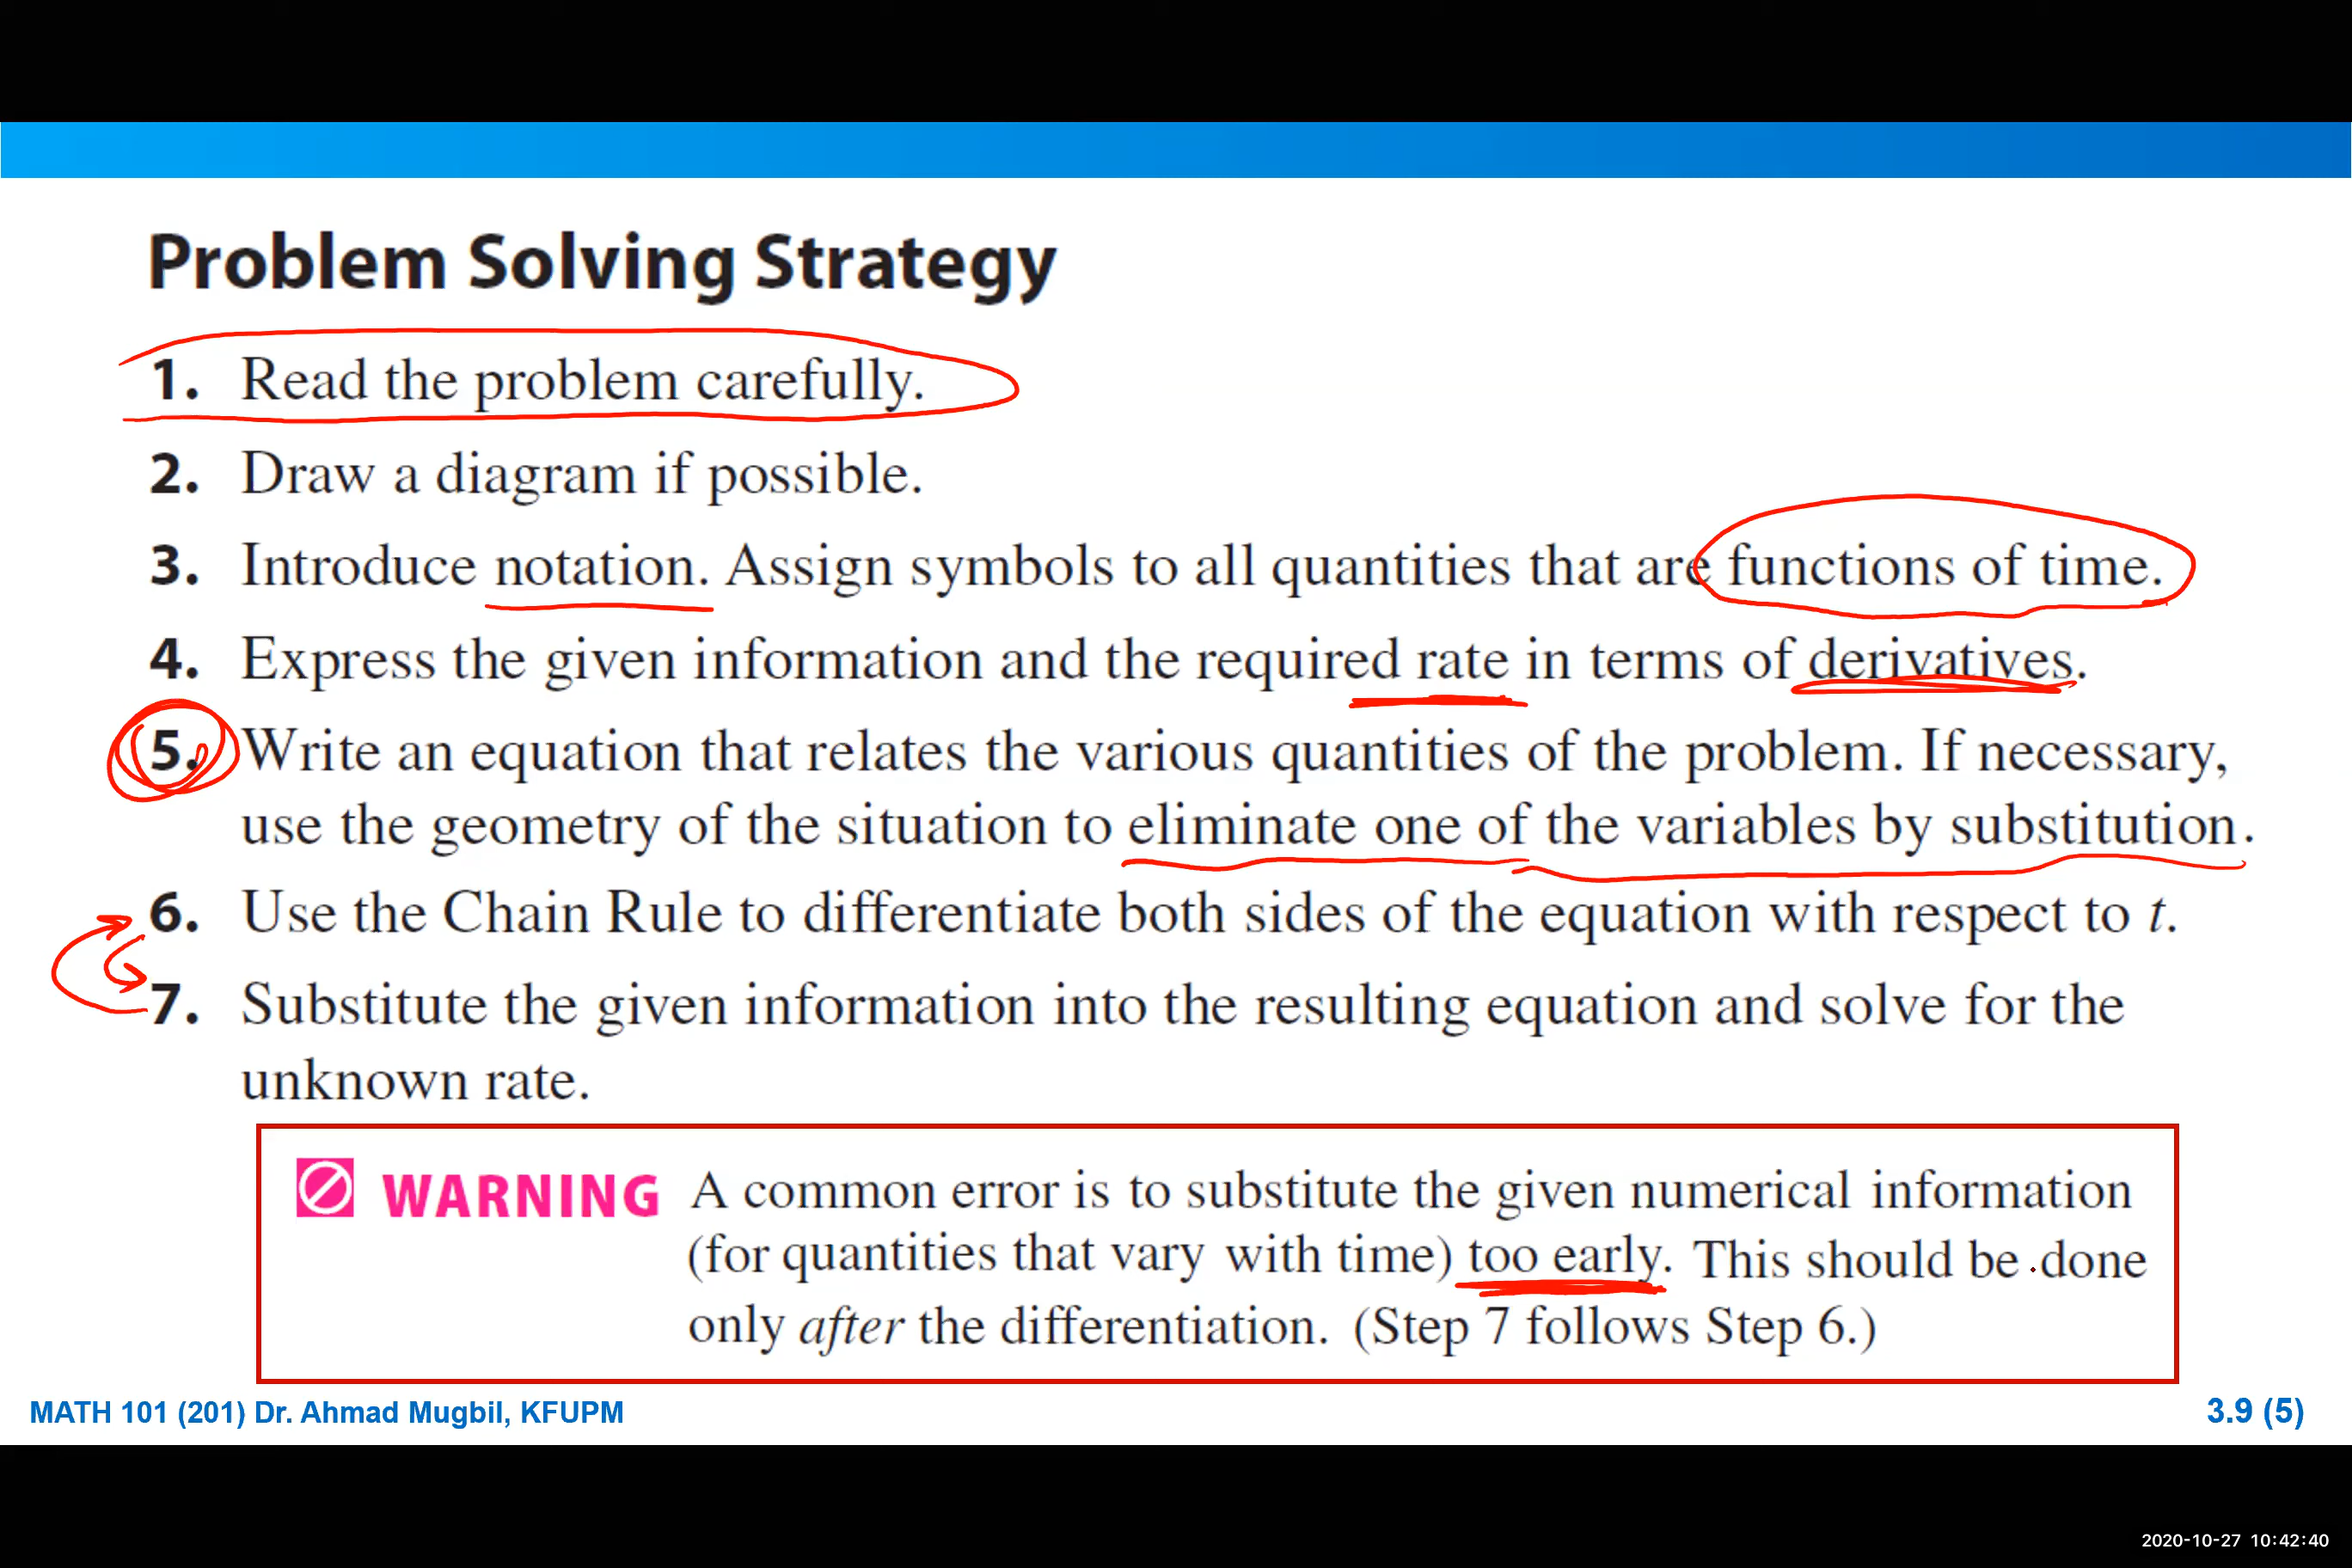 Problem Solving Strategy
1. Read the problem carefully.
2. Draw a diagram if possible.
3. Introduce notation. Assign symbols to all quantities that are functions of time.
4. Express the given information and the required rate in terms of derivatives.
5. Write an equation that relates the various quantities of the problem. If necessary,
use the geometry of the situation to eliminate one of the variables by substitution.
6. Use the Chain Rule to differentiate both sides of the equation with respect to t.
7. Substitute the given information into the resulting equation and solve for the
unknown rate.
WARNING A common error is to substitute the given numerical information
(for quantities that vary with time) too early. This should be done
only after the differentiation. (Step 7 follows Step 6.)
MATH 101 (201) Dr. Ahmad Mugbil, KFUPM
3.9 (5)
2020-10-27 10:42:40